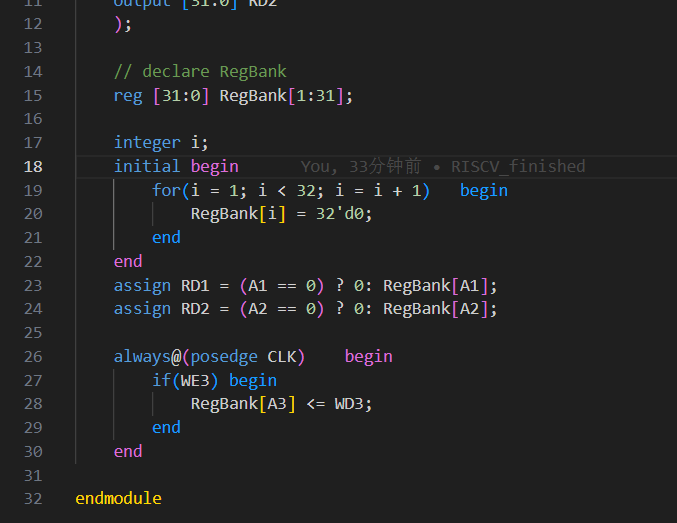 11 output [31:0] RD2
12 );
13
14 // declare RegBank
15 reg [31:0] RegBank[1:31];
16
17 integer i;
18 initial begin You, 33分钟前 • RISCV_finished
19 for(i = 1; i < 32; i = i + 1) begin
20 RegBank[i] = 32'd0;
21 end
22 end
23 assign RD1 = (A1 == 0) ? 0: RegBank[A1];
24 assign RD2 = (A2 == 0) ? 0: RegBank[A2];
25
26 always@(posedge CLK) begin
27 if(WE3) begin
28 RegBank[A3] <= WD3;
29 end
30 end
31
32 endmodule